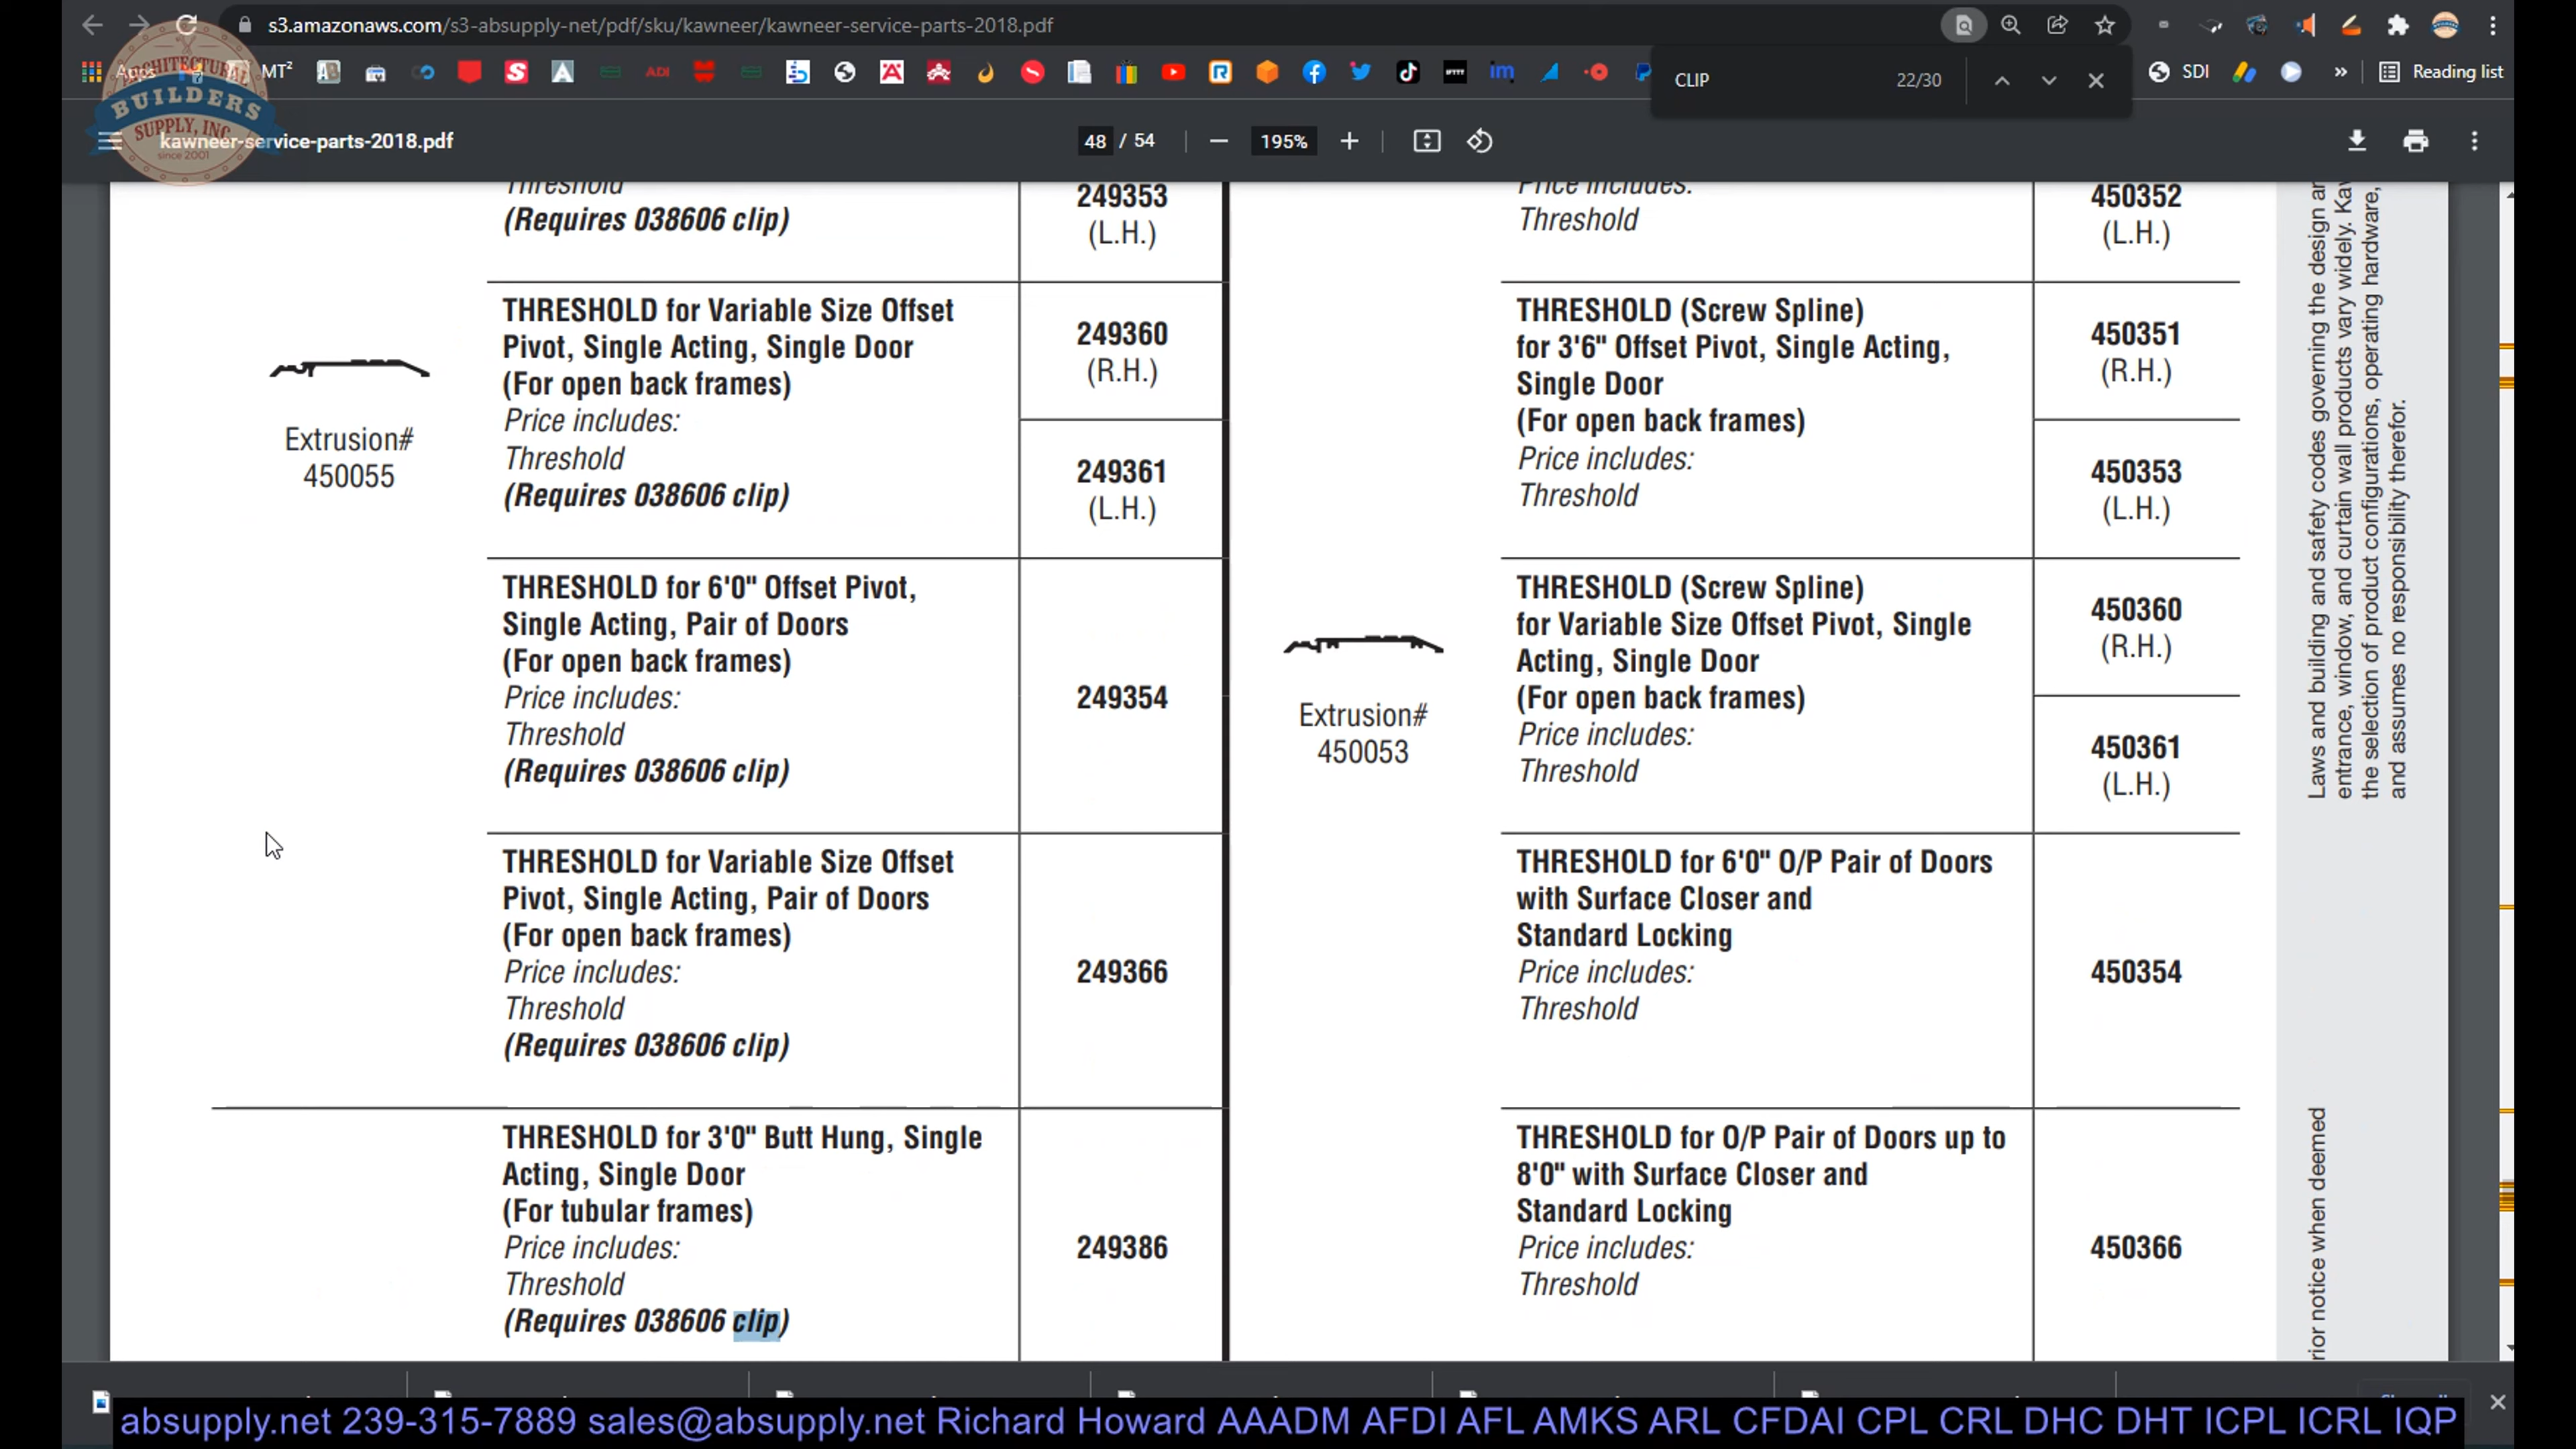 s3.amazonaws.com/s3-absupply-net/pdf/sku/kawneer/kawneer-service-parts-2018.pdf
Apps
MT²
ADI
IFTTT
im
CLIP
22/30
SDI
»
Reading list
ARCHITECTURAL
BUILDERS
SUPPLY, INC
since 2001
kawneer-service-parts-2018.pdf
48 / 54
195%
Threshold
(Requires 038606 clip)
249353
(L.H.)
THRESHOLD for Variable Size Offset
Pivot, Single Acting, Single Door
(For open back frames)
Price includes:
Threshold
(Requires 038606 clip)
249360
(R.H.)
249361
(L.H.)
Extrusion#
450055
THRESHOLD for 6'0" Offset Pivot,
Single Acting, Pair of Doors
(For open back frames)
Price includes:
Threshold
(Requires 038606 clip)
249354
THRESHOLD for Variable Size Offset
Pivot, Single Acting, Pair of Doors
(For open back frames)
Price includes:
Threshold
(Requires 038606 clip)
249366
THRESHOLD for 3'0" Butt Hung, Single
Acting, Single Door
(For tubular frames)
Price includes:
Threshold
(Requires 038606 clip)
249386
Price includes:
Threshold
450352
(L.H.)
THRESHOLD (Screw Spline)
for 3'6" Offset Pivot, Single Acting,
Single Door
(For open back frames)
Price includes:
Threshold
450351
(R.H.)
450353
(L.H.)
THRESHOLD (Screw Spline)
for Variable Size Offset Pivot, Single
Acting, Single Door
(For open back frames)
Price includes:
Threshold
450360
(R.H.)
450361
(L.H.)
Extrusion#
450053
THRESHOLD for 6'0" O/P Pair of Doors
with Surface Closer and
Standard Locking
Price includes:
Threshold
450354
THRESHOLD for O/P Pair of Doors up to
8'0" with Surface Closer and
Standard Locking
Price includes:
Threshold
450366
Laws and building and safety codes governing the design
entrance, window, and curtain wall products vary widely.
the selection of product configurations, operating hardware,
and assumes no responsibility therefor.
notice when deemed
absupply.net 239-315-7889 sales@absupply.net Richard Howard AAADM AFDI AFL AMKS ARL CFDAI CPL CRL DHC DHT ICPL ICRL IQP